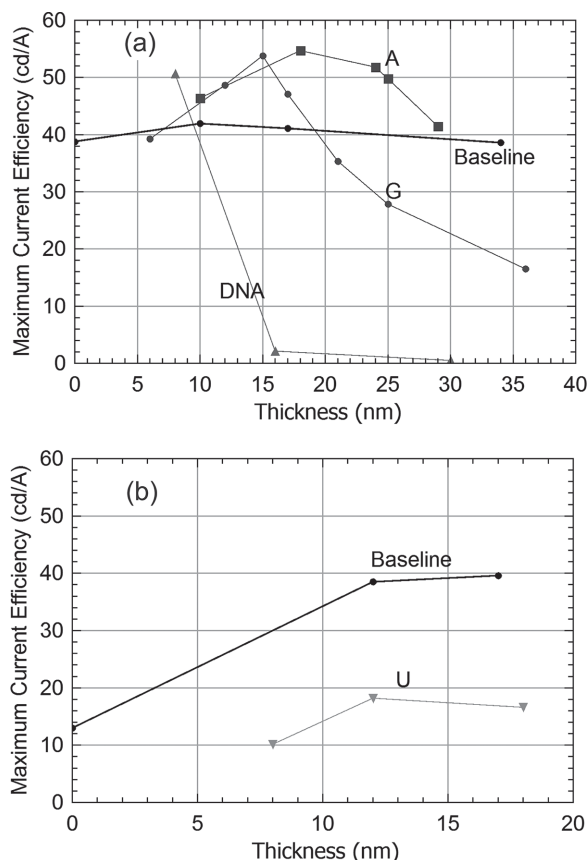 60
(a)
A
50
40
Baseline
30
G
20
DNA
10
0
0 5 10 15 20 25 30 35 40
Maximum Current Efficiency (cd/A)
Thickness (nm)
60
(b)
50
Baseline
40
30
U
20
10
0
0 5 10 15 20
Maximum Current Efficiency (cd/A)
Thickness (nm)